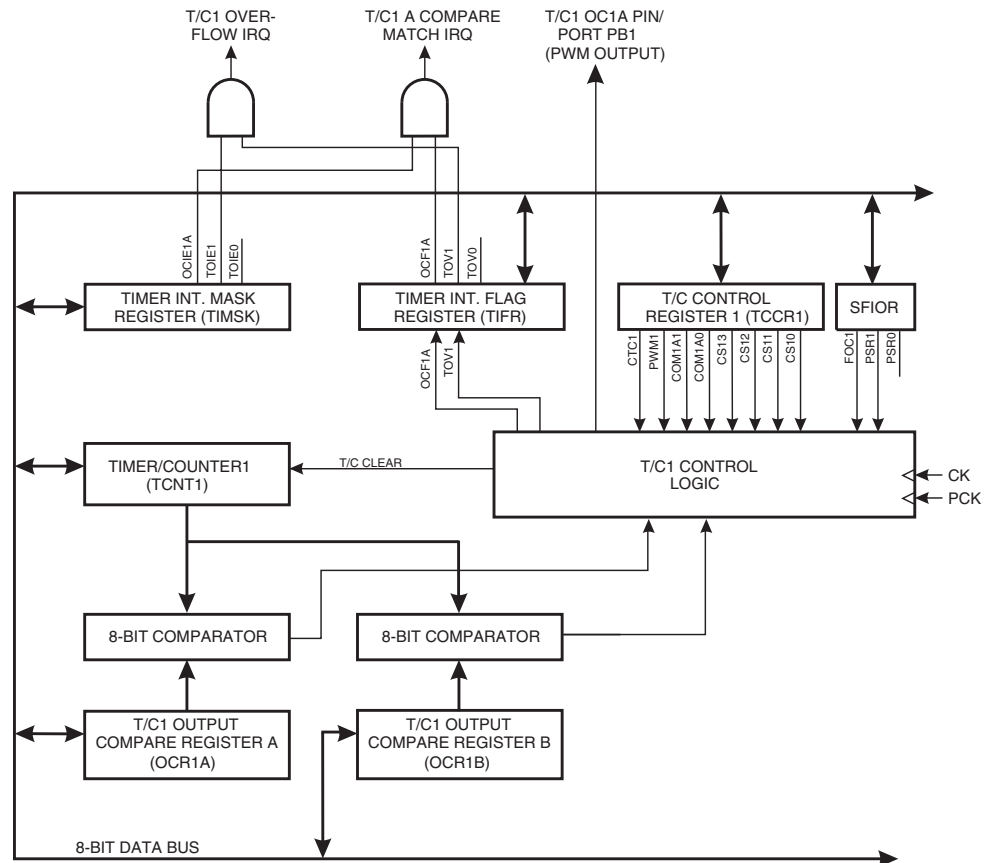 T/C1 OVER-
FLOW IRQ
T/C1 A COMPARE
MATCH IRQ
T/C1 OC1A PIN/
PORT PB1
(PWM OUTPUT)
OCIE1A
TOIE1
TOIE0
OCF1A
TOV1
TOV0
TIMER INT. MASK
REGISTER (TIMSK)
TIMER INT. FLAG
REGISTER (TIFR)
T/C CONTROL
REGISTER 1 (TCCR1)
SFIOR
OCF1A
TOV1
CTC1
PWM1
COM1A1
COM1A0
CS13
CS12
CS11
CS10
FOC1
PSR1
PSR0
TIMER/COUNTER1
(TCNT1)
T/C CLEAR
T/C1 CONTROL
LOGIC
CK
PCK
8-BIT COMPARATOR
8-BIT COMPARATOR
T/C1 OUTPUT
COMPARE REGISTER A
(OCR1A)
T/C1 OUTPUT
COMPARE REGISTER B
(OCR1B)
8-BIT DATA BUS